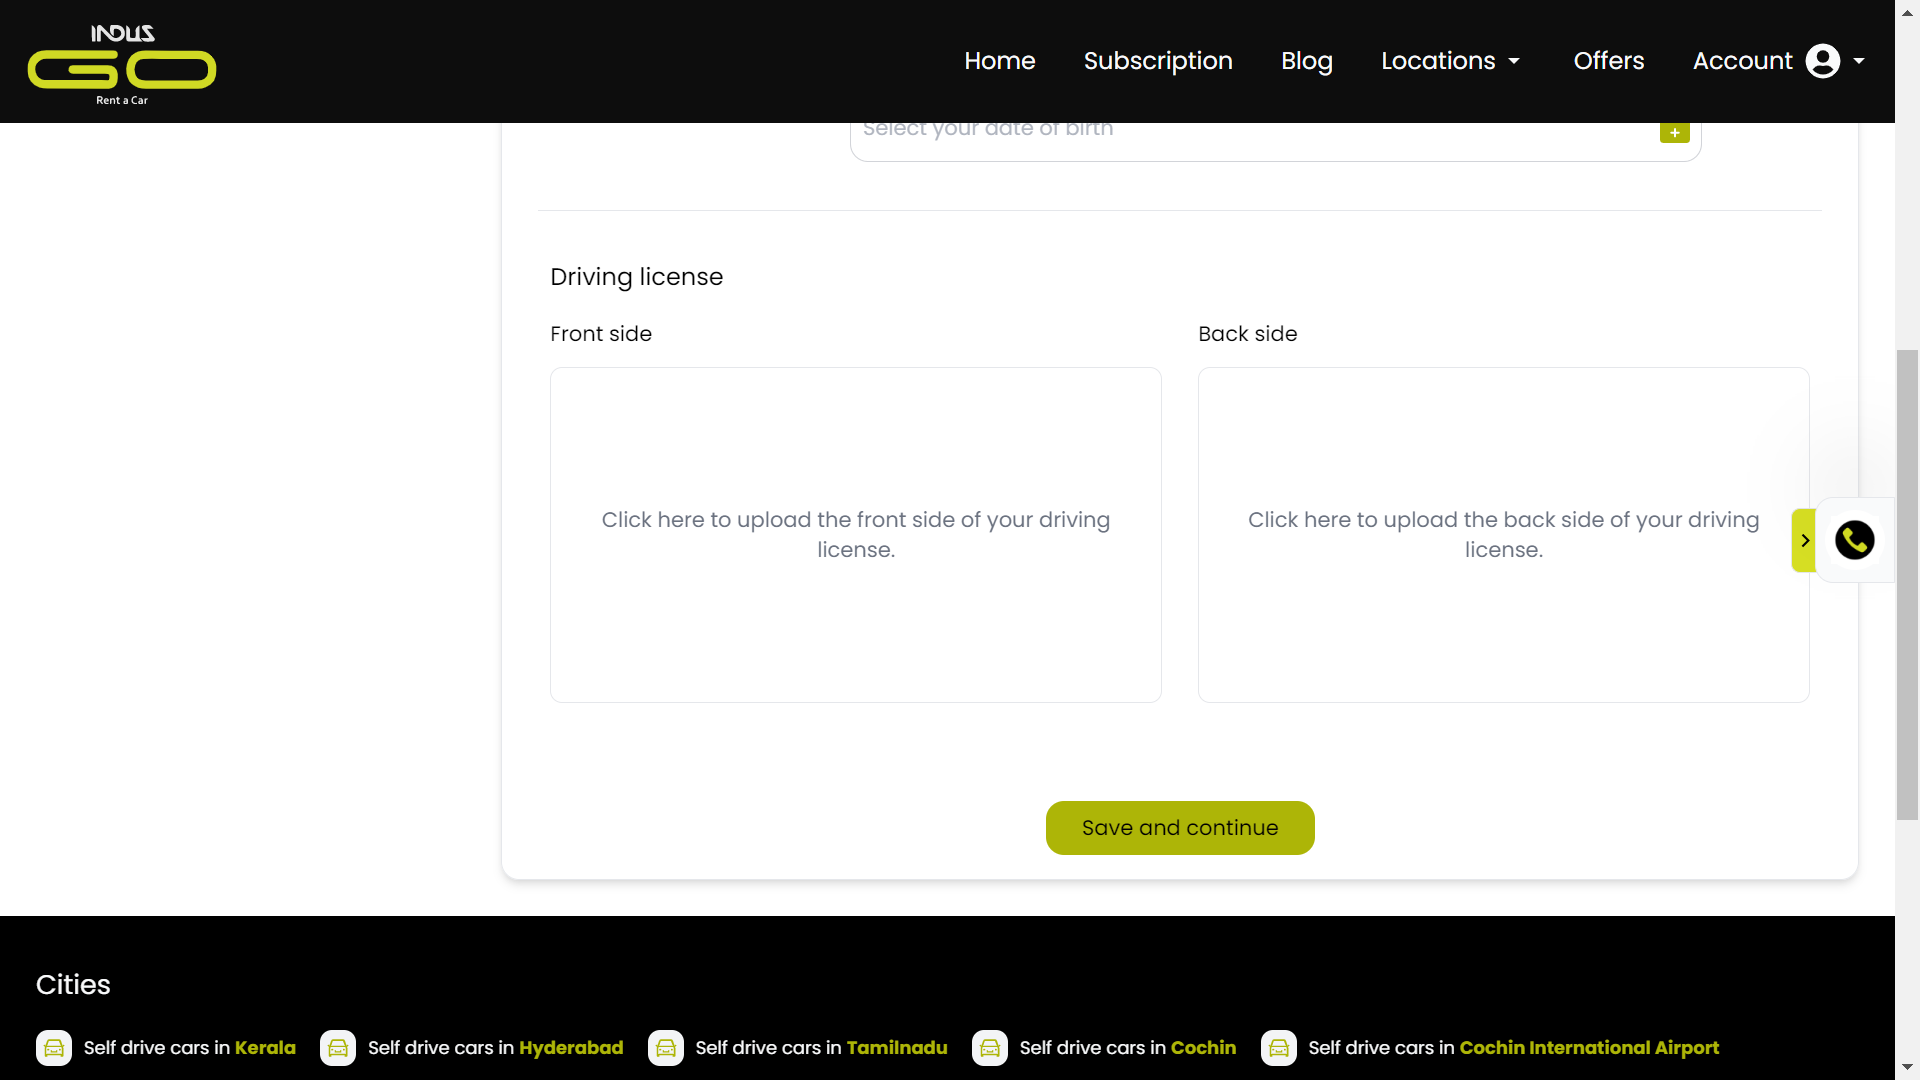 INDUS
GO
Rent a Car
Home Subscription Blog Locations Offers Account
Select your date of birth
Driving license
Front side
Back side
Click here to upload the front side of your driving
license.
Click here to upload the back side of your driving
license.
Save and continue
Cities
Self drive cars in Kerala
Self drive cars in Hyderabad
Self drive cars in Tamilnadu
Self drive cars in Cochin
Self drive cars in Cochin International Airport